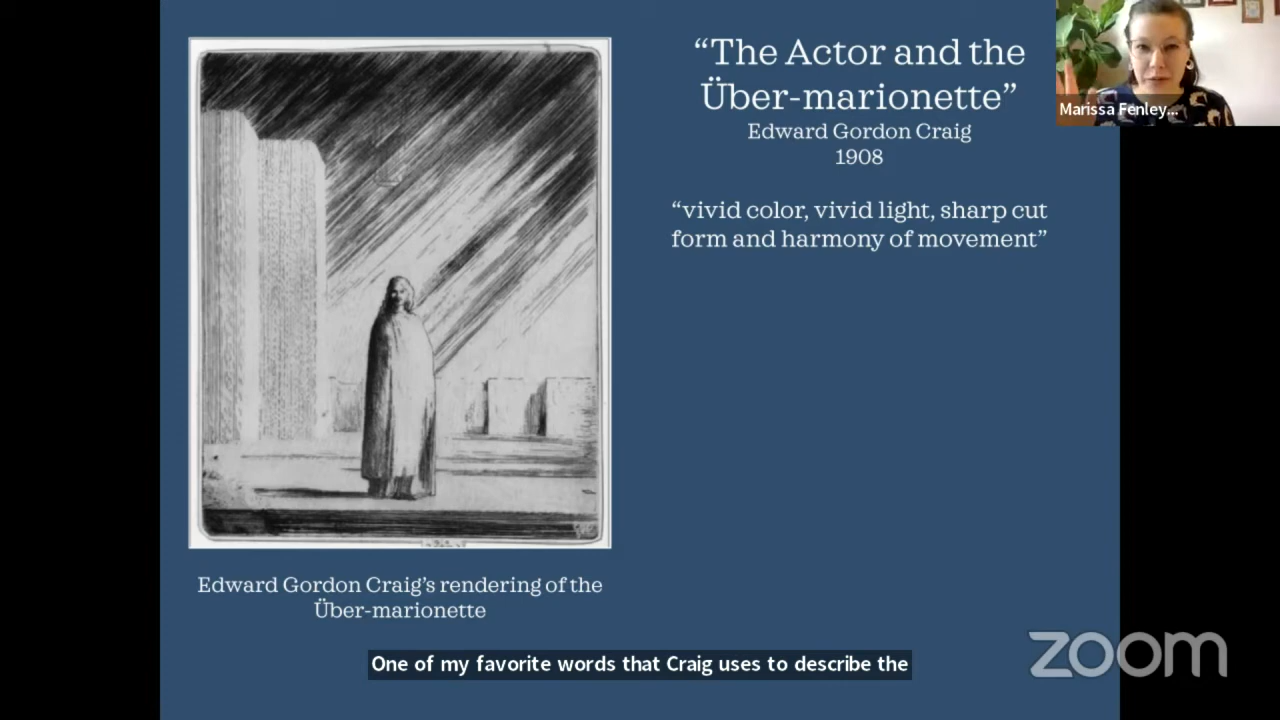 “The Actor and the
Über-marionette”
Edward Gordon Craig
1908
“vivid color, vivid light, sharp cut
form and harmony of movement”
Marissa Fenley...
Edward Gordon Craig’s rendering of the
Über-marionette
One of my favorite words that Craig uses to describe the
zoom